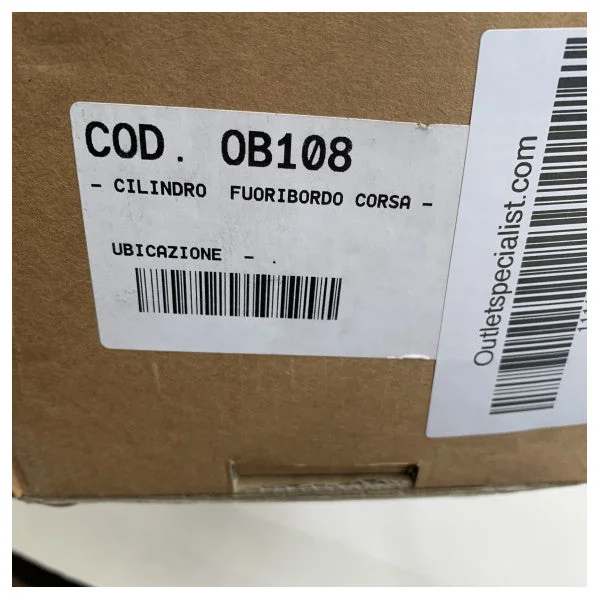 COD. OB108
- CILINDRO FUORIBORDO CORSA -
UBICAZIONE - .
Outletspecialist.com